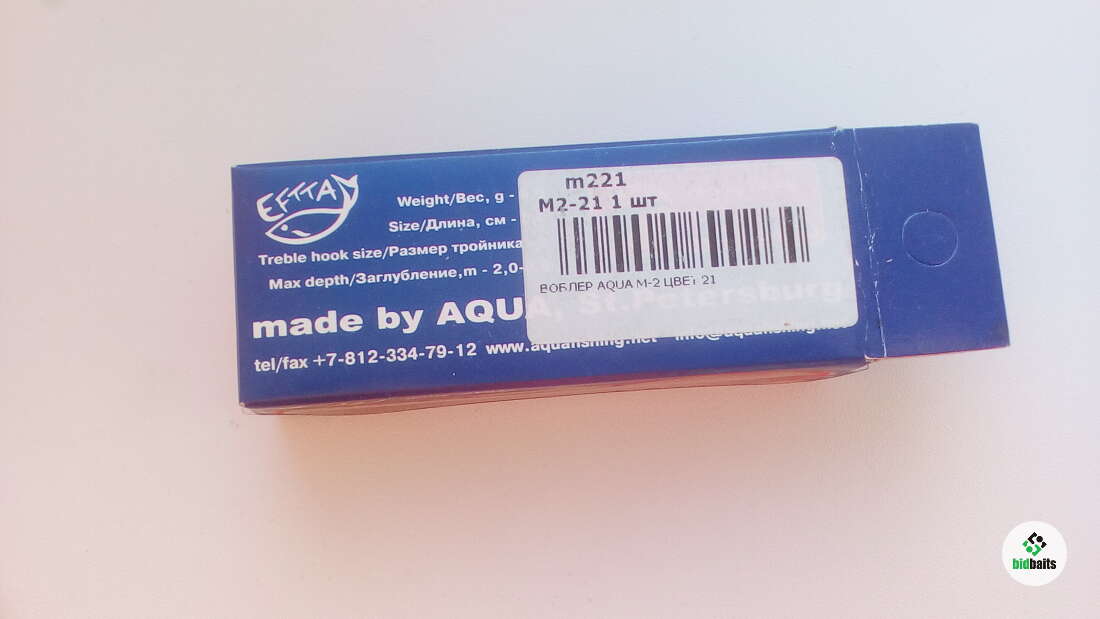 EFTTA
Weight/Вес, g -
Size/Длина, см -
Treble hook size/Размер тройника
Max depth/Заглубление,m - 2,0-
made by AQUA, St.Petersburg
tel/fax +7-812-334-79-12 www.aquafishing.net info@aquafishing.
m221
M2-21 1 шт
ВОБЛЕР AQUA M-2 ЦВЕТ 21
bidbaits